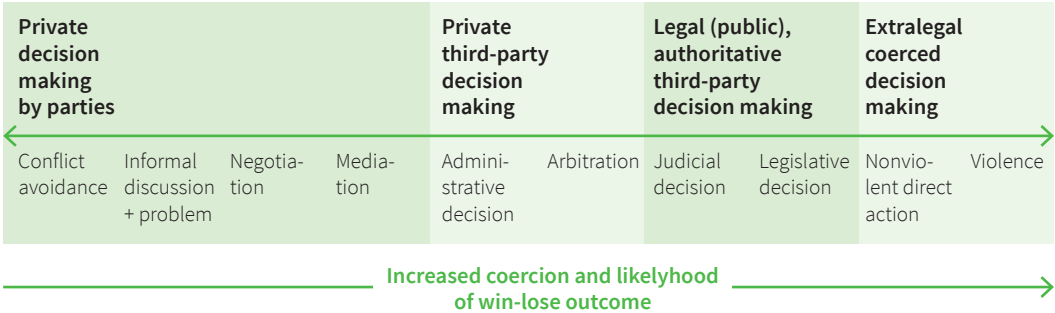 Private
decision
making
by parties
Private
third-party
decision
making
Legal (public),
authoritative
third-party
decision making
Extralegal
coerced
decision
making
Conflict
avoidance
Informal
discussion
+ problem
Negotia-
tion
Media-
tion
Admini-
strative
decision
Arbitration
Judicial
decision
Legislative
decision
Nonvio-
lent direct
action
Violence
Increased coercion and likelyhood
of win-lose outcome